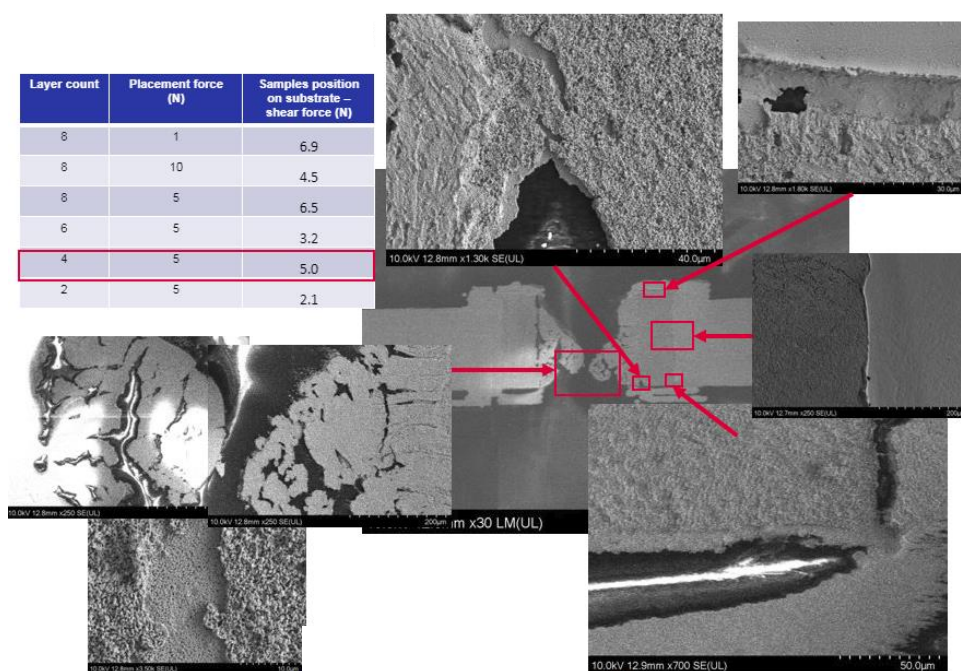 Layer count Placement force (N) Samples position on substrate – shear force (N)
8 1 6.9
8 10 4.5
8 5 6.5
6 5 3.2
4 5 5.0
2 5 2.1
10.0kV 12.8mm x1.30k SE(UL) 40.0µm
10.0kV 12.8mm x1.80k SE(UL) 30.0µm
10.0kV 12.7mm x250 SE(UL) 200µm
10.0kV 12.8mm x250 SE(UL)
10.0kV 12.8mm x250 SE(UL) 200µm
x30 LM(UL)
10.0kV 12.8mm x3.50k SE(UL) 10.0µm
10.0kV 12.9mm x700 SE(UL) 50.0µm